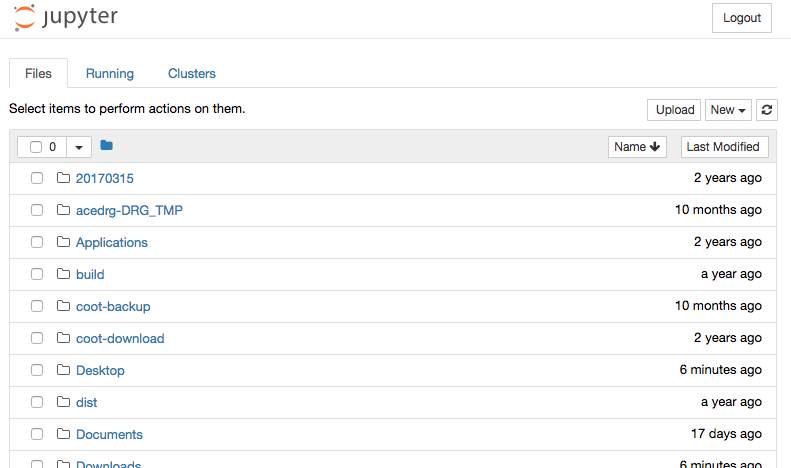 jupyter
Logout
Files Running Clusters
Select items to perform actions on them.
Upload New
0 Name Last Modified
20170315 2 years ago
acedrg-DRG_TMP 10 months ago
Applications 2 years ago
build a year ago
coot-backup 10 months ago
coot-download 2 years ago
Desktop 6 minutes ago
dist a year ago
Documents 17 days ago
Downloads 6 minutes ago